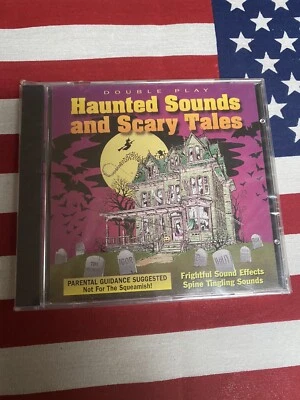 DOUBLE PLAY
Haunted Sounds
and Scary Tales
PARENTAL GUIDANCE SUGGESTED
Not For The Squeamish!
Frightful Sound Effects
Spine Tingling Sounds